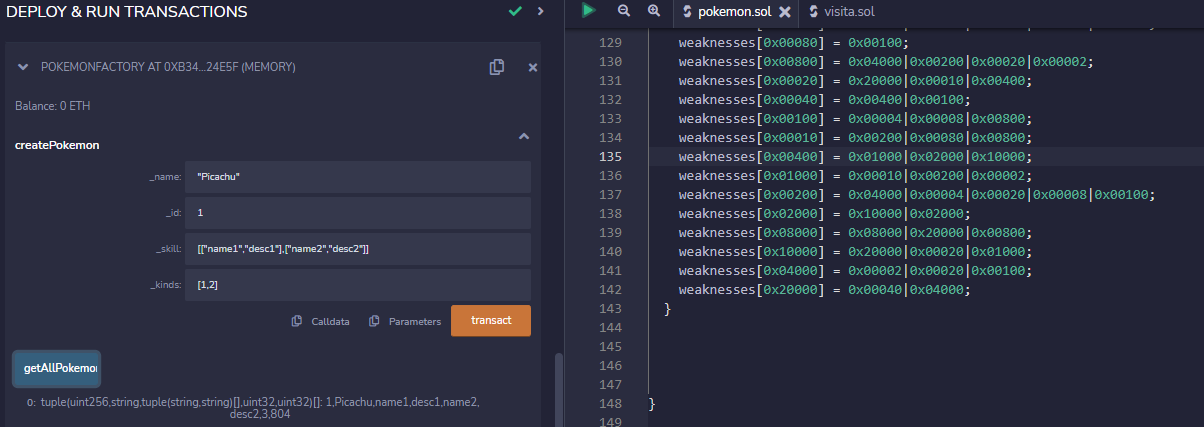 DEPLOY & RUN TRANSACTIONS
POKEMONFACTORY AT 0XB34...24E5F (MEMORY)
Balance: 0 ETH
createPokemon
_name: "Picachu"
_id: 1
_skill: [["name1","desc1"],["name2","desc2"]]
_kinds: [1,2]
Calldata Parameters transact
getAllPokemon
0: tuple(uint256,string,tuple(string,string)[],uint32,uint32)[]: 1,Picachu,name1,desc1,name2,
desc2,3,804
pokemon.sol visita.sol
129 weaknesses[0x00080] = 0x00100;
130 weaknesses[0x00800] = 0x04000|0x00200|0x00020|0x00002;
131 weaknesses[0x00020] = 0x20000|0x00010|0x00400;
132 weaknesses[0x00040] = 0x00400|0x00100;
133 weaknesses[0x00100] = 0x00004|0x00008|0x00800;
134 weaknesses[0x00010] = 0x00200|0x00080|0x00800;
135 weaknesses[0x00400] = 0x01000|0x02000|0x10000;
136 weaknesses[0x01000] = 0x00010|0x00200|0x00002;
137 weaknesses[0x00200] = 0x04000|0x00004|0x00020|0x00008|0x00100;
138 weaknesses[0x02000] = 0x10000|0x02000;
139 weaknesses[0x08000] = 0x08000|0x20000|0x00800;
140 weaknesses[0x10000] = 0x20000|0x00020|0x01000;
141 weaknesses[0x04000] = 0x00002|0x00020|0x00100;
142 weaknesses[0x20000] = 0x00040|0x04000;
143 }
144
145
146
147
148 }
149